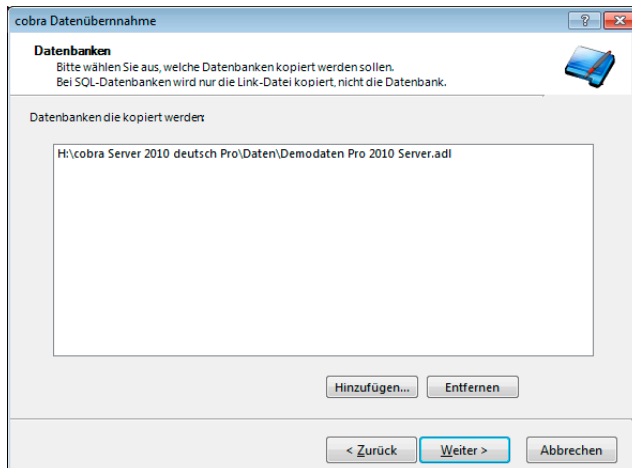 cobra Datenübernnahme
Datenbanken
Bitte wählen Sie aus, welche Datenbanken kopiert werden sollen.
Bei SQL-Datenbanken wird nur die Link-Datei kopiert, nicht die Datenbank.
Datenbanken die kopiert werden:
H:\cobra Server 2010 deutsch Pro\Daten\Demodaten Pro 2010 Server.adl
Hinzufügen... Entfernen
< Zurück Weiter > Abbrechen